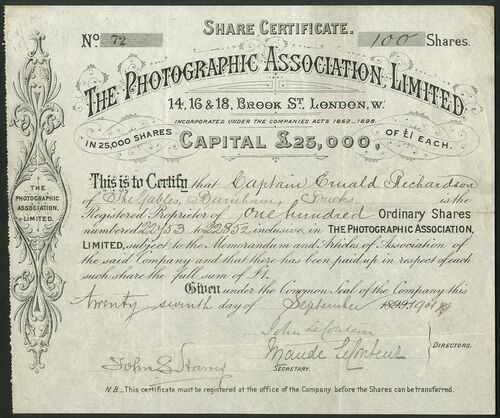 SHARE CERTIFICATE.
No. 72
100 Shares.
THE PHOTOGRAPHIC ASSOCIATION, LIMITED
14, 16 & 18, BROOK ST, LONDON, W.
INCORPORATED UNDER THE COMPANIES ACTS 1862–1898.
IN 25,000 SHARES CAPITAL £25,000, OF £1 EACH.
THE
PHOTOGRAPHIC
ASSOCIATION,
LIMITED.
This is to Certify that Captain Richardson
of The Gables, Burnham, Bucks is the
Registered Proprietor of One hundred Ordinary Shares
numbered to 22852 inclusive, in THE PHOTOGRAPHIC ASSOCIATION,
LIMITED, subject to the Memorandum and Articles of Association of
the said Company and that there has been paid up in respect of each
such share the full sum of £1.
Given under the Common Seal of the Company this
twenty seventh day of September 1899
Maude
DIRECTORS.
John
SECRETARY.
N.B.—This certificate must be registered at the office of the Company before the Shares can be transferred.